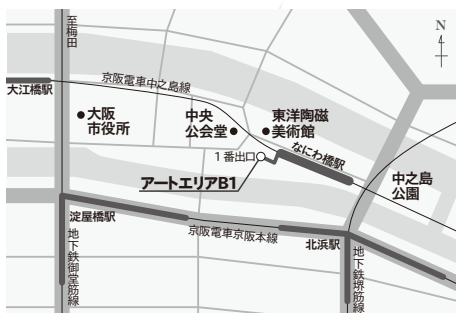 至梅田
N
京阪電車中之島線
大江橋駅
大阪
市役所
中央
公会堂
東洋陶磁
美術館
1番出口
なにわ橋駅
アートエリアB1
中之島
公園
淀屋橋駅
京阪電車京阪本線
北浜駅
地下鉄御堂筋線
地下鉄堺筋線